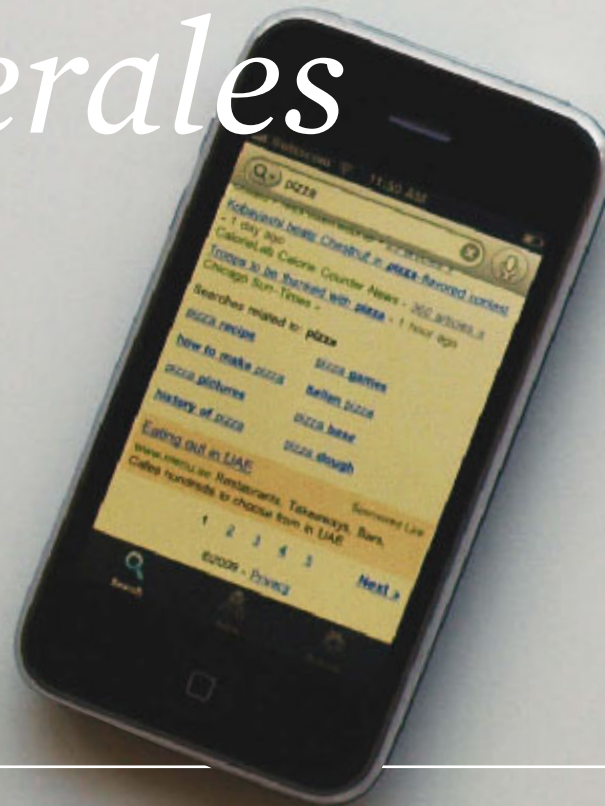 erales
11:50 AM
pizza
Kobayashi beats Chestnut in pizza-flavored contest
- 1 day ago
CalorieLab Calorie Counter News - 360 articles »
Troops to be thanked with pizza - 1 hour ago
Chicago Sun-Times -
Searches related to: pizza
pizza recipe pizza games
how to make pizza italian pizza
pizza pictures pizza base
history of pizza pizza dough
Eating out in UAE Sponsored Link
www.menu.ae Restaurants, Takeaways, Bars,
Cafes hundreds to choose from in UAE
1 2 3 4 5 Next »
©2009 - Privacy
Search